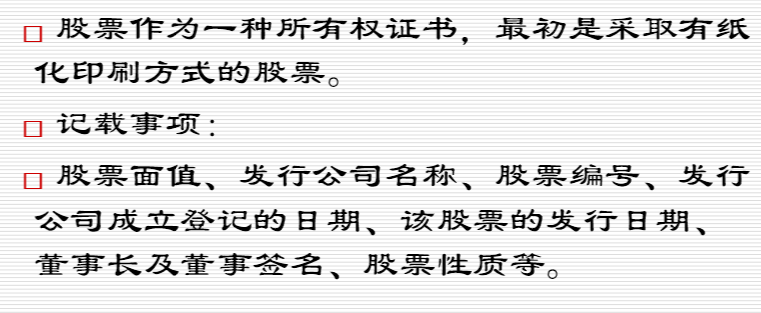 股票作为一种所有权证书，最初是采取有纸
化印刷方式的股票。
记载事项：
股票面值、发行公司名称、股票编号、发行
公司成立登记的日期、该股票的发行日期、
董事长及董事签名、股票性质等。